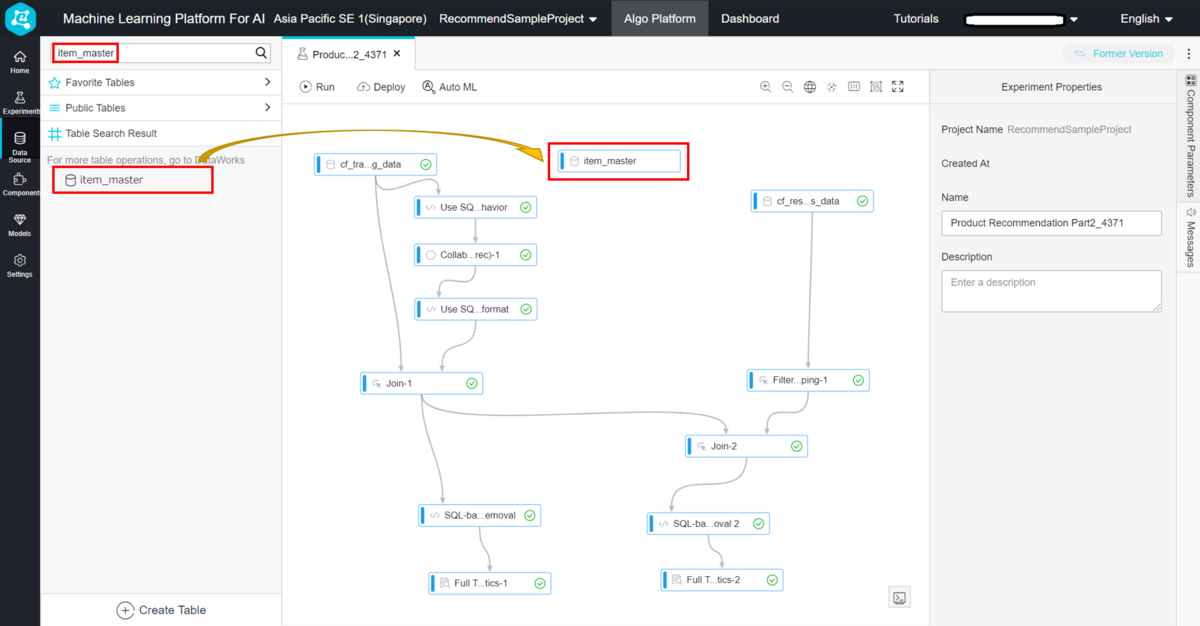 Machine Learning Platform For AI Asia Pacific SE 1(Singapore) RecommendSampleProject Algo Platform Dashboard Tutorials English
Home
Experiments
Data Source
Components
Models
Settings
item_master
Favorite Tables
Public Tables
Table Search Result
For more table operations, go to DataWorks
item_master
Create Table
Produc...2_4371
Former Version
Run Deploy Auto ML
cf_tra...g_data
item_master
Use SQ...havior
cf_res...s_data
Collab...rec)-1
Use SQ...format
Join-1
Filter...ping-1
Join-2
SQL-ba...emoval
SQL-ba...oval 2
Full T...tics-1
Full T...tics-2
Experiment Properties
Project Name RecommendSampleProject
Created At
Name
Product Recommendation Part2_4371
Description
Enter a description
Component Parameters
Messages